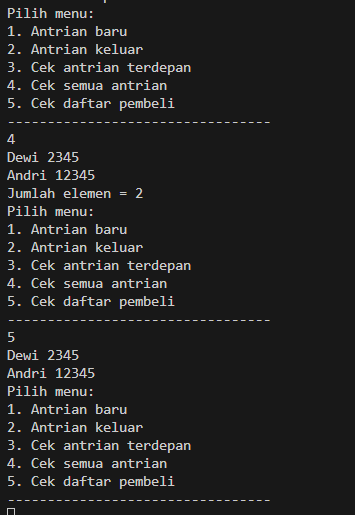 Pilih menu:
1. Antrian baru
2. Antrian keluar
3. Cek antrian terdepan
4. Cek semua antrian
5. Cek daftar pembeli
---------------------------------
4
Dewi 2345
Andri 12345
Jumlah elemen = 2
Pilih menu:
1. Antrian baru
2. Antrian keluar
3. Cek antrian terdepan
4. Cek semua antrian
5. Cek daftar pembeli
---------------------------------
5
Dewi 2345
Andri 12345
Pilih menu:
1. Antrian baru
2. Antrian keluar
3. Cek antrian terdepan
4. Cek semua antrian
5. Cek daftar pembeli
---------------------------------